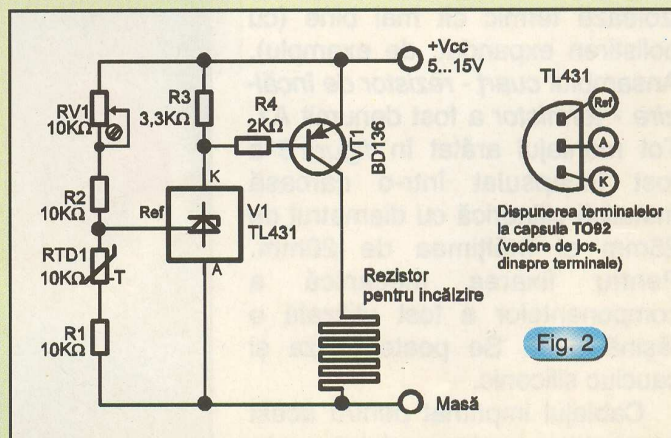 +Vcc
5...15V
TL431
RV1
10KΩ
R3
3,3KΩ
R4
2KΩ
VT1
BD136
Ref
A
K
R2
10KΩ
Ref
K
V1
TL431
A
Dispunerea terminalelor
la capsula TO92
(vedere de jos,
dinspre terminale)
RTD1
10KΩ
T
Rezistor
pentru incălzire
R1
10KΩ
Fig. 2
Masă